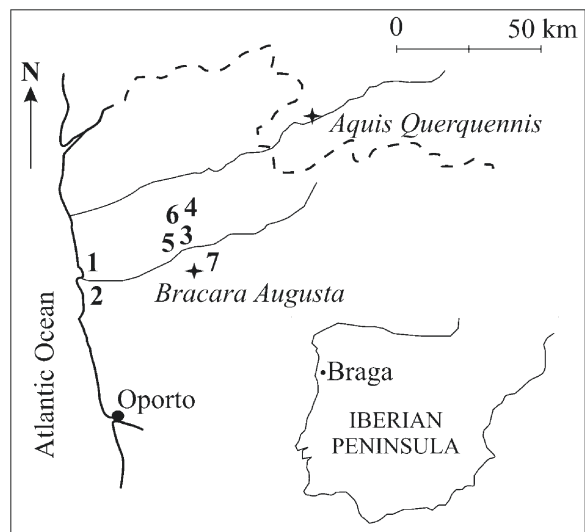 0 50 km
N
Aquis Querquennis
6 4
5 3
1
7
2
Bracara Augusta
Atlantic Ocean
Oporto
Braga
IBERIAN
PENINSULA